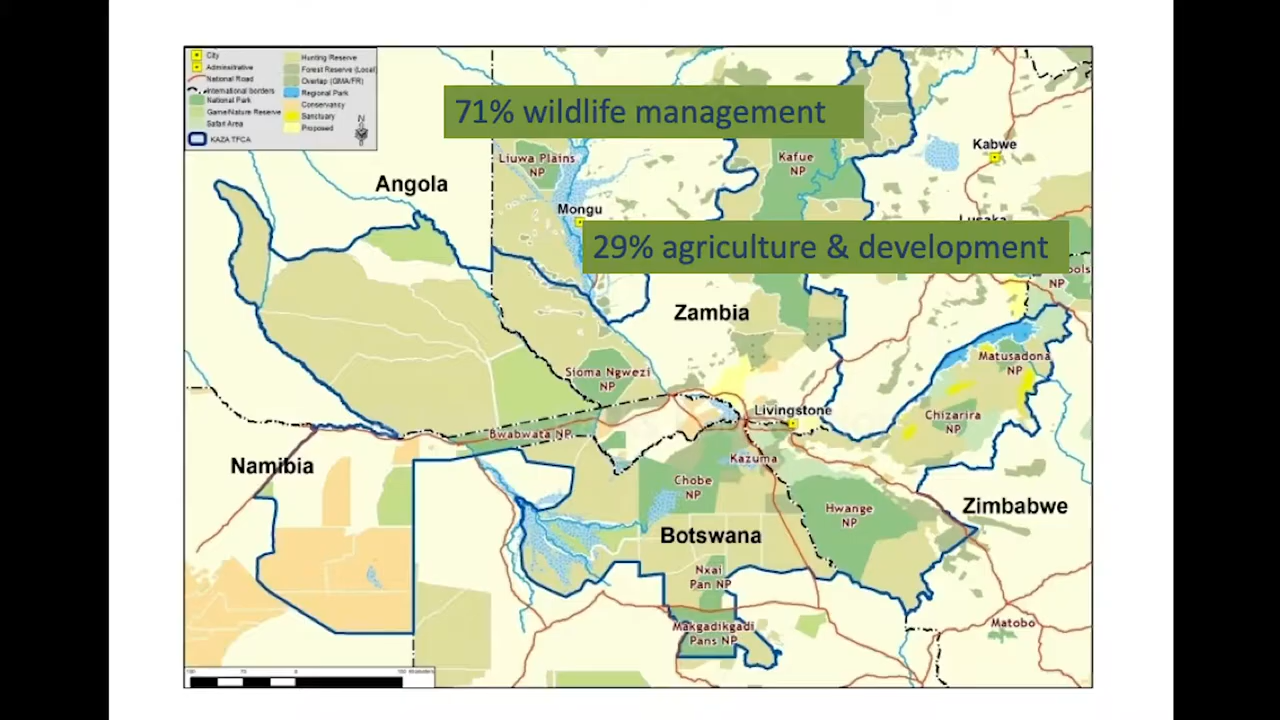 City
Adminsitrative
National Road
International borders
National Park
Game/Nature Reserve
Safari Area
KAZA TFCA
Hunting Reserve
Forest Reserve (Local)
Overlap (GMA/FR)
Regional Park
Conservancy
Sanctuary
Proposed
N
71% wildlife management
29% agriculture & development
Liuwa Plains
NP
Kafue
NP
Kabwe
Angola
Mongu
Lusaka
NP
Zambia
Matusadona
NP
Sioma Ngwezi
NP
Livingstone
Chizarira
NP
Bwabwata NP
Kazuma
Namibia
Chobe
NP
Hwange
NP
Zimbabwe
Botswana
Nxai
Pan NP
Makgadikgadi
Pans NP
Matobo